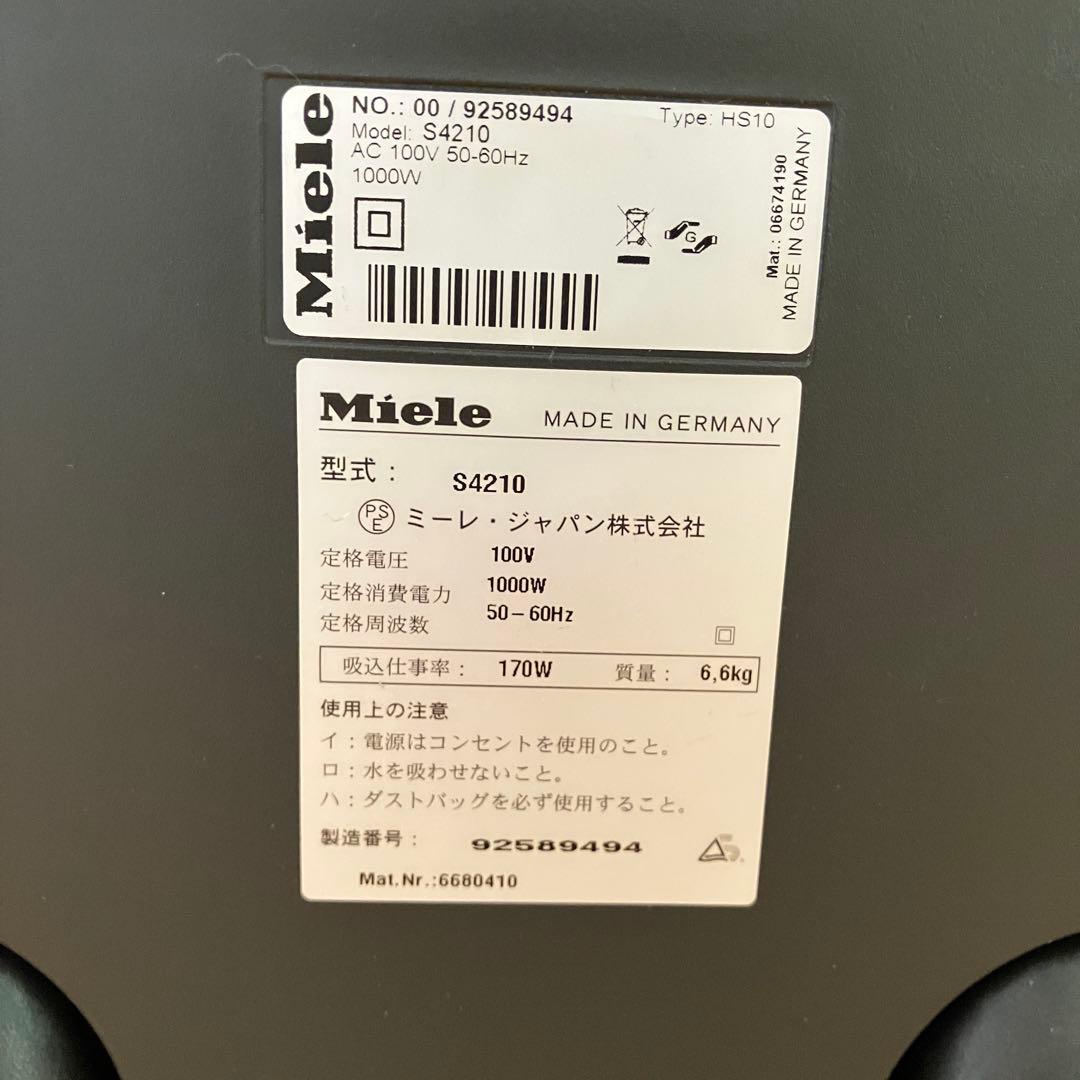 Miele
NO.: 00 / 92589494
Type: HS10
Model: S4210
AC 100V 50-60Hz
1000W
G
Mat.: 06674190
MADE IN GERMANY
Miele MADE IN GERMANY
型式： S4210
PSE ミーレ・ジャパン株式会社
定格電圧 100V
定格消費電力 1000W
定格周波数 50－60Hz
吸込仕事率： 170W 質量： 6,6kg
使用上の注意
イ：電源はコンセントを使用のこと。
ロ：水を吸わせないこと。
ハ：ダストバッグを必ず使用すること。
製造番号： 92589494
Mat.Nr.:6680410